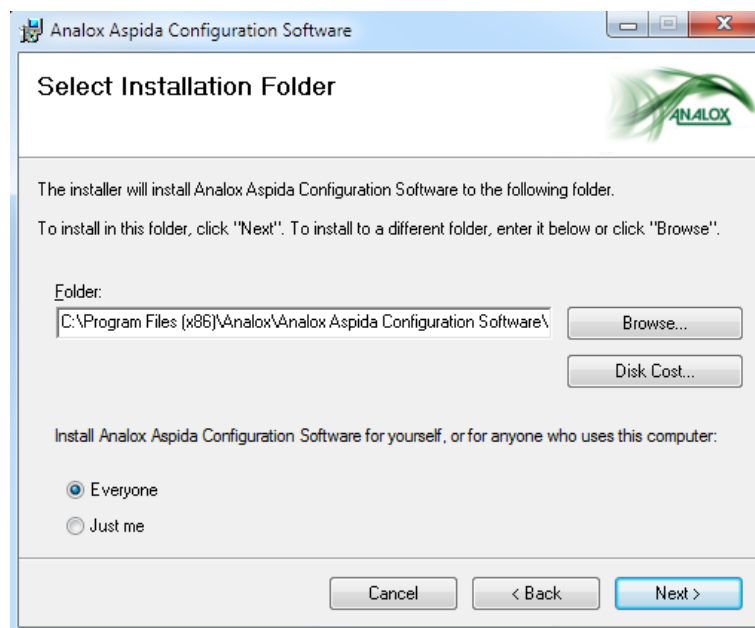 Analox Aspida Configuration Software
Select Installation Folder
ANALOX
The installer will install Analox Aspida Configuration Software to the following folder.
To install in this folder, click "Next". To install to a different folder, enter it below or click "Browse".
Folder:
C:\Program Files (x86)\Analox\Analox Aspida Configuration Software\
Browse...
Disk Cost...
Install Analox Aspida Configuration Software for yourself, or for anyone who uses this computer:
Everyone
Just me
Cancel
< Back
Next >